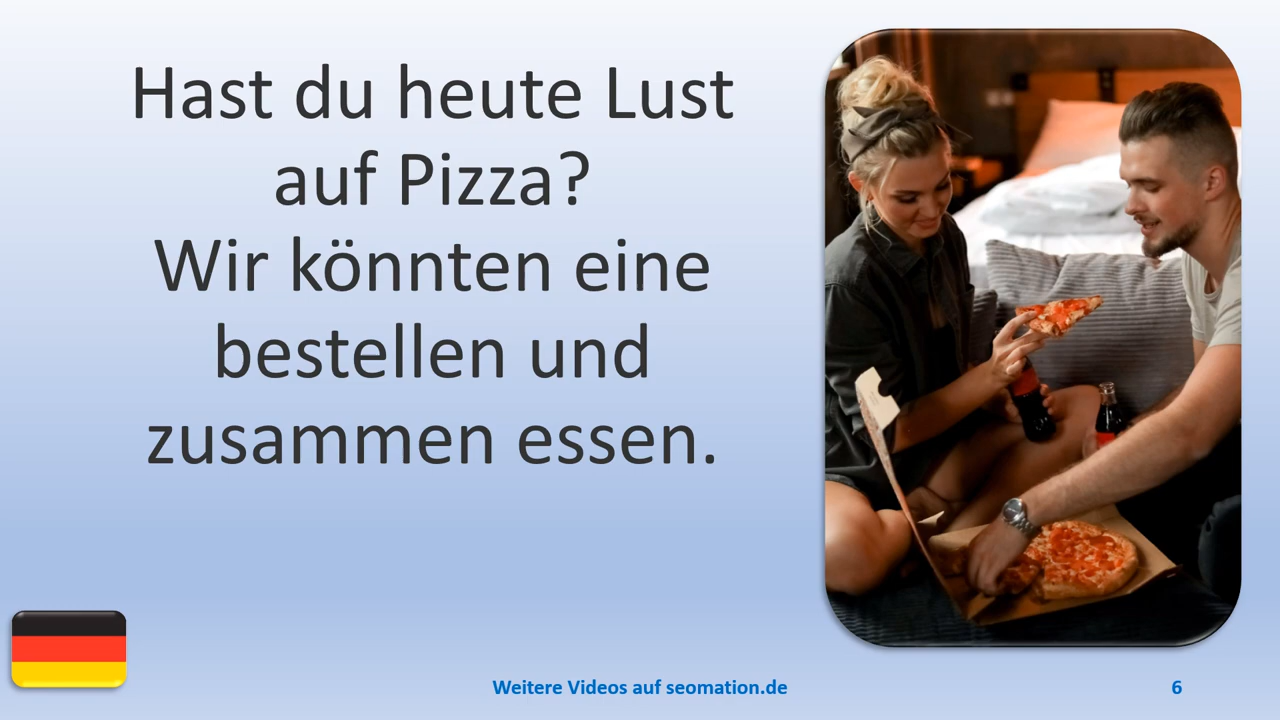 Hast du heute Lust
auf Pizza?
Wir könnten eine
bestellen und
zusammen essen.
Weitere Videos auf seomation.de
6